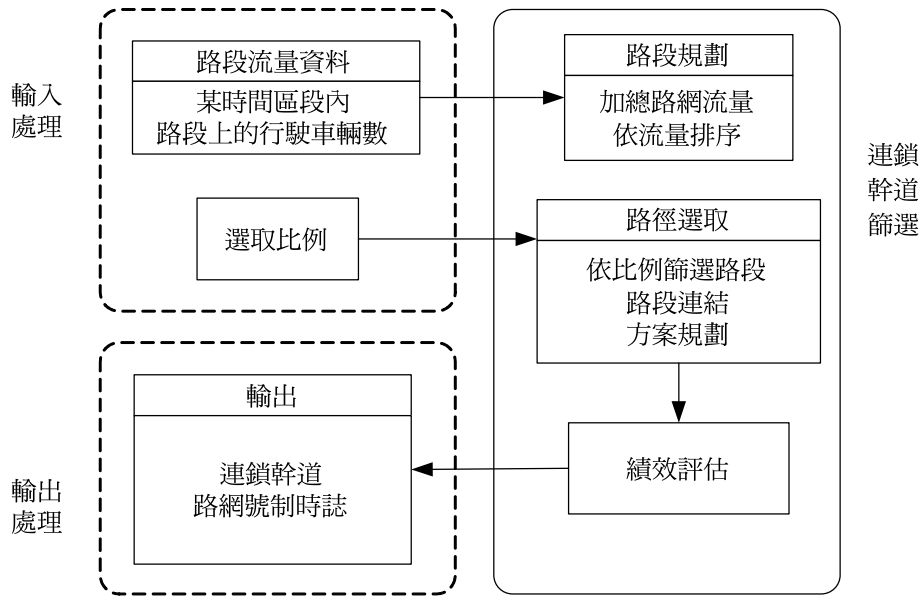 輸入
處理
路段流量資料
某時間區段內
路段上的行駛車輛數
選取比例
路段規劃
加總路網流量
依流量排序
路徑選取
依比例篩選路段
路段連結
方案規劃
績效評估
連鎖
幹道
篩選
輸出
處理
輸出
連鎖幹道
路網號制時誌